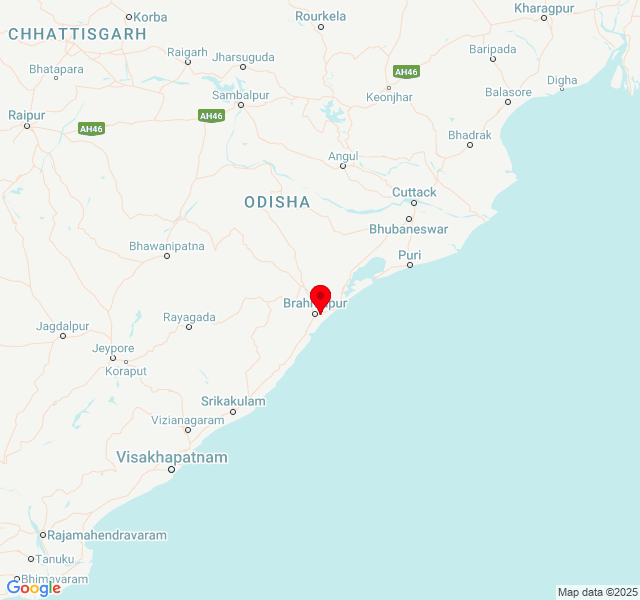 Korba
Rourkela
Kharagpur
CHHATTISGARH
Raigarh
Jharsuguda
Baripada
Bhatapara
AH46
Digha
Keonjhar
Balasore
Sambalpur
Raipur
AH46
AH46
Bhadrak
Angul
Cuttack
ODISHA
Bhubaneswar
Bhawanipatna
Puri
Rayagada
Jagdalpur
Jeypore
Koraput
Srikakulam
Vizianagaram
Visakhapatnam
Rajamahendravaram
Tanuku
Bhimavaram
Google
Map data ©2025